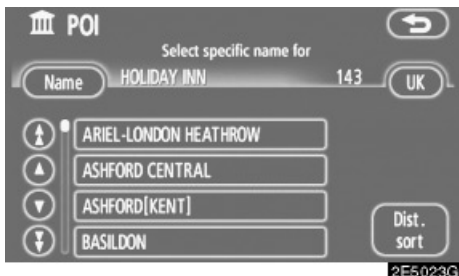 POI
Select specific name for
Name HOLIDAY INN 143 UK
ARIEL-LONDON HEATHROW
ASHFORD CENTRAL
ASHFORD[KENT]
BASILDON
Dist.
sort
2E5023G